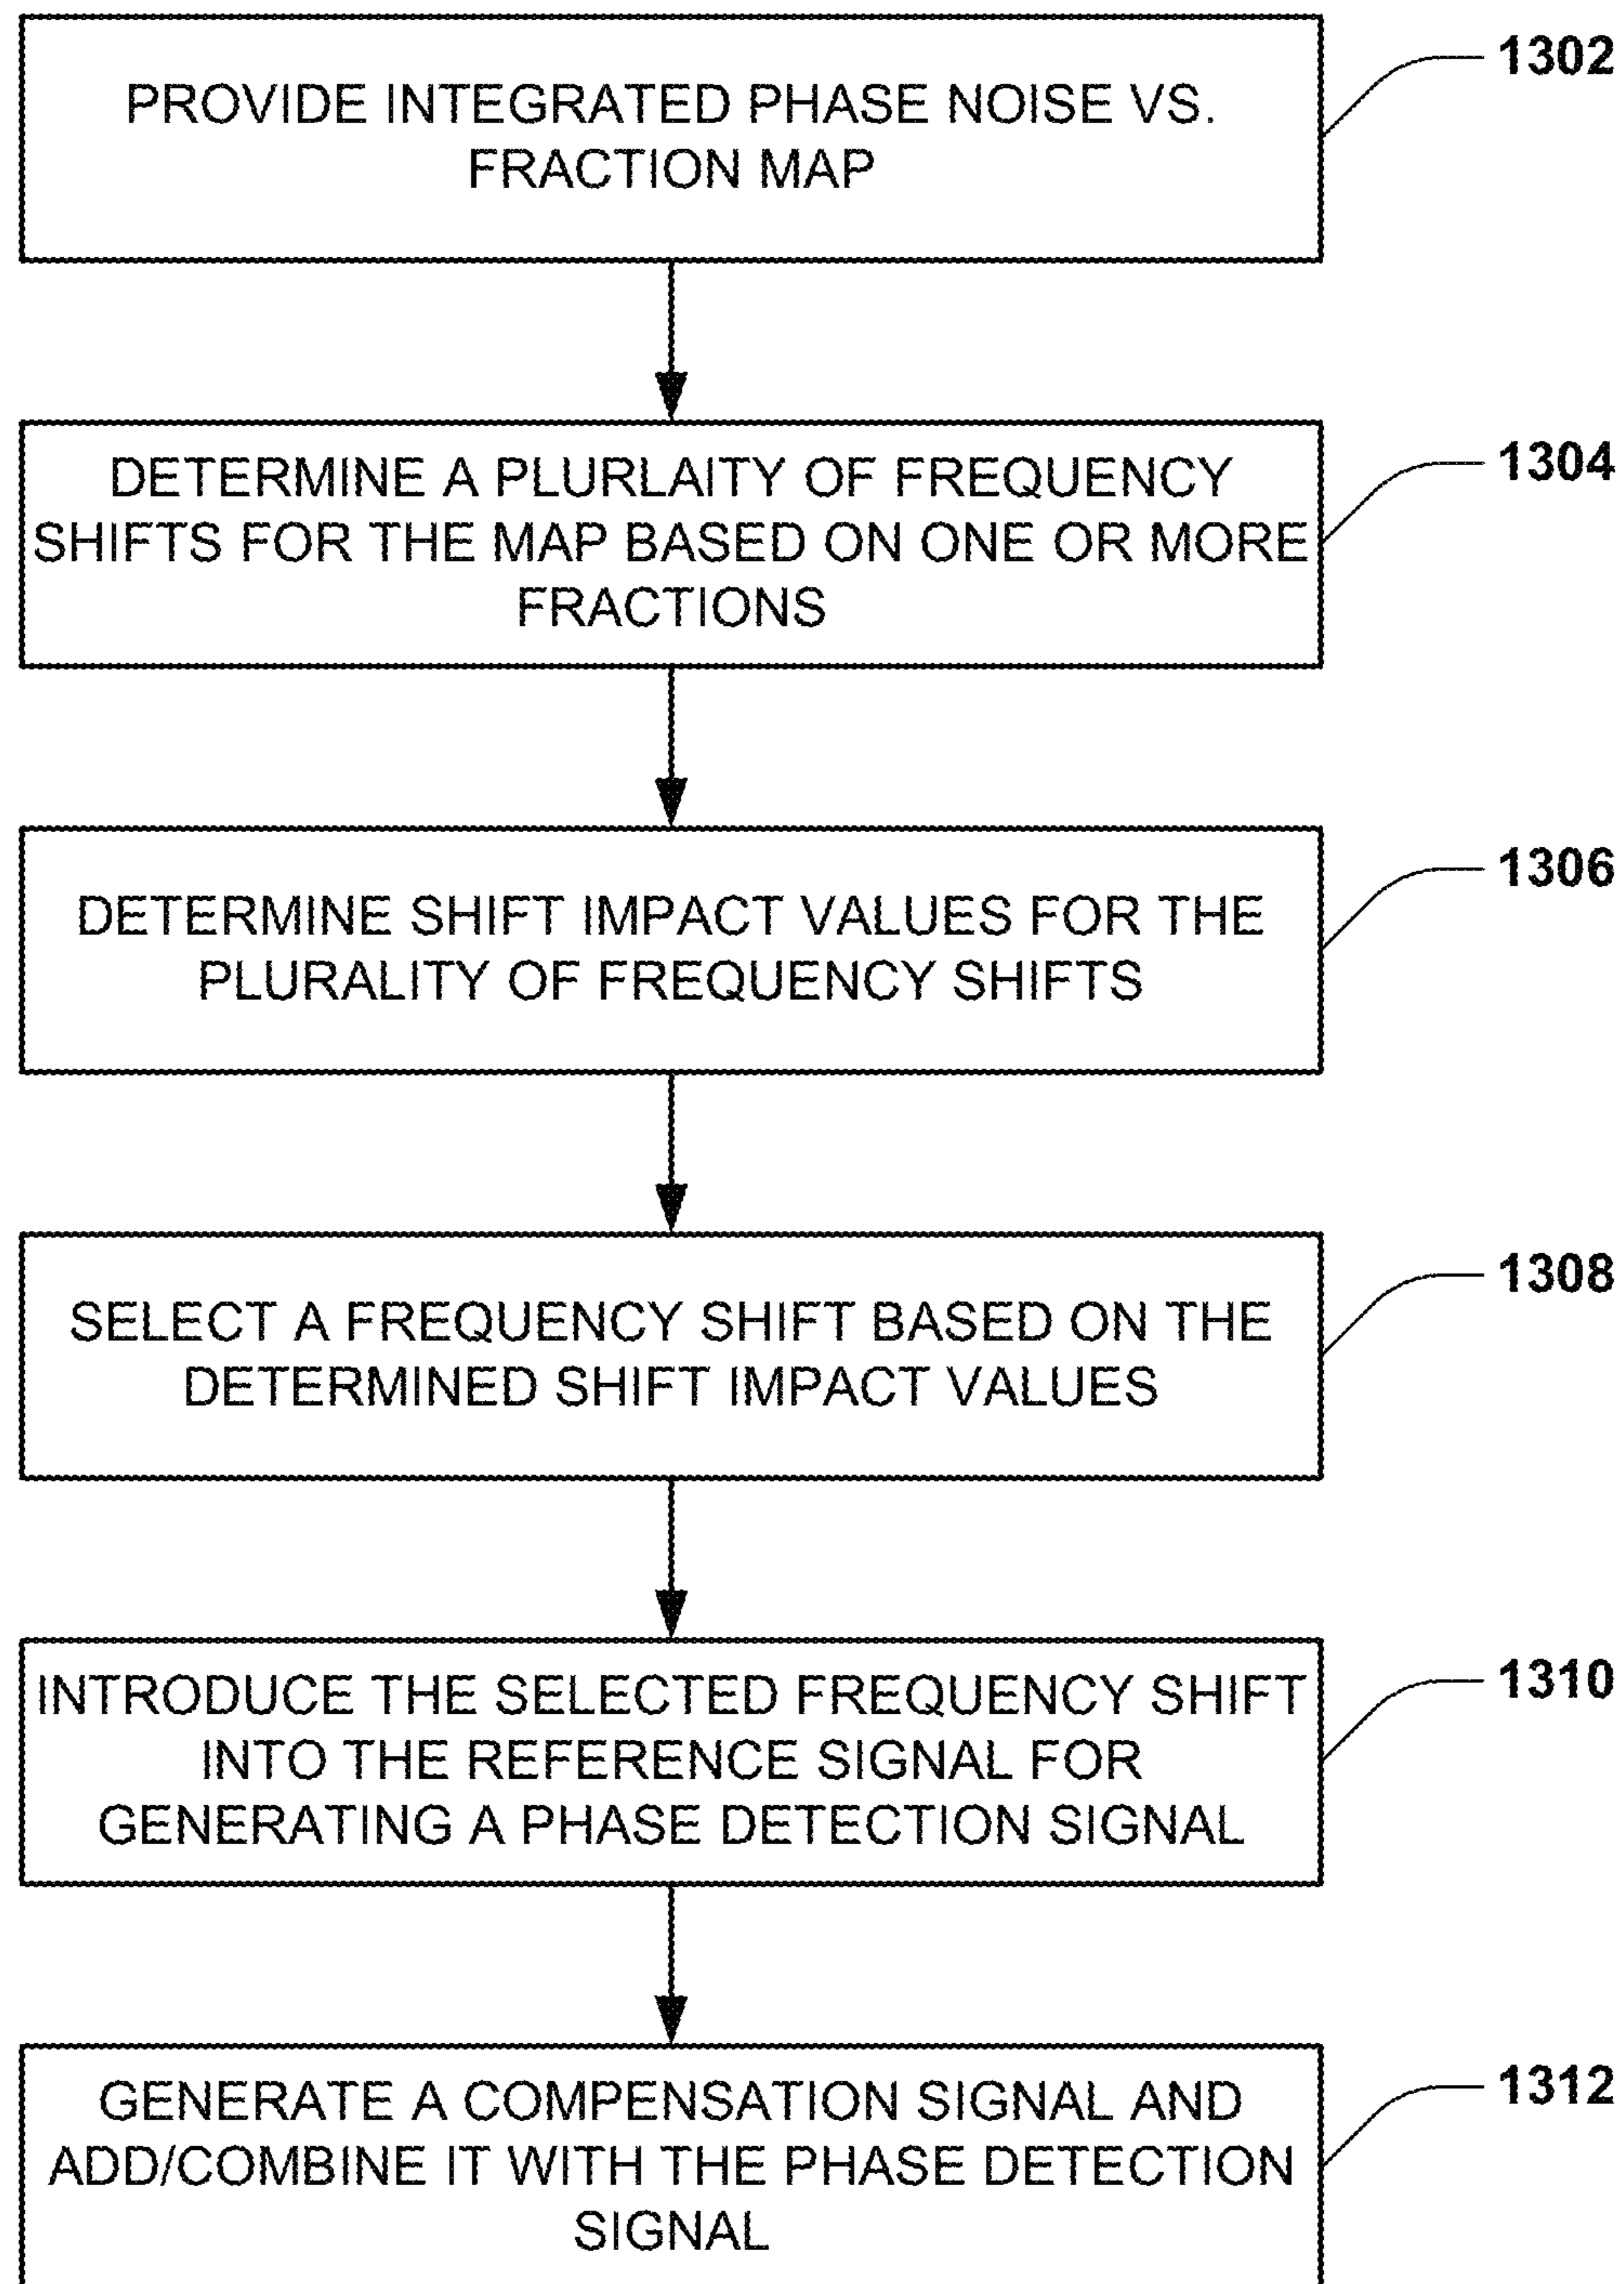 PROVIDE INTEGRATED PHASE NOISE VS.
FRACTION MAP
1302
DETERMINE A PLURLAITY OF FREQUENCY
SHIFTS FOR THE MAP BASED ON ONE OR MORE
FRACTIONS
1304
DETERMINE SHIFT IMPACT VALUES FOR THE
PLURALITY OF FREQUENCY SHIFTS
1306
SELECT A FREQUENCY SHIFT BASED ON THE
DETERMINED SHIFT IMPACT VALUES
1308
INTRODUCE THE SELECTED FREQUENCY SHIFT
INTO THE REFERENCE SIGNAL FOR
GENERATING A PHASE DETECTION SIGNAL
1310
GENERATE A COMPENSATION SIGNAL AND
ADD/COMBINE IT WITH THE PHASE DETECTION
SIGNAL
1312